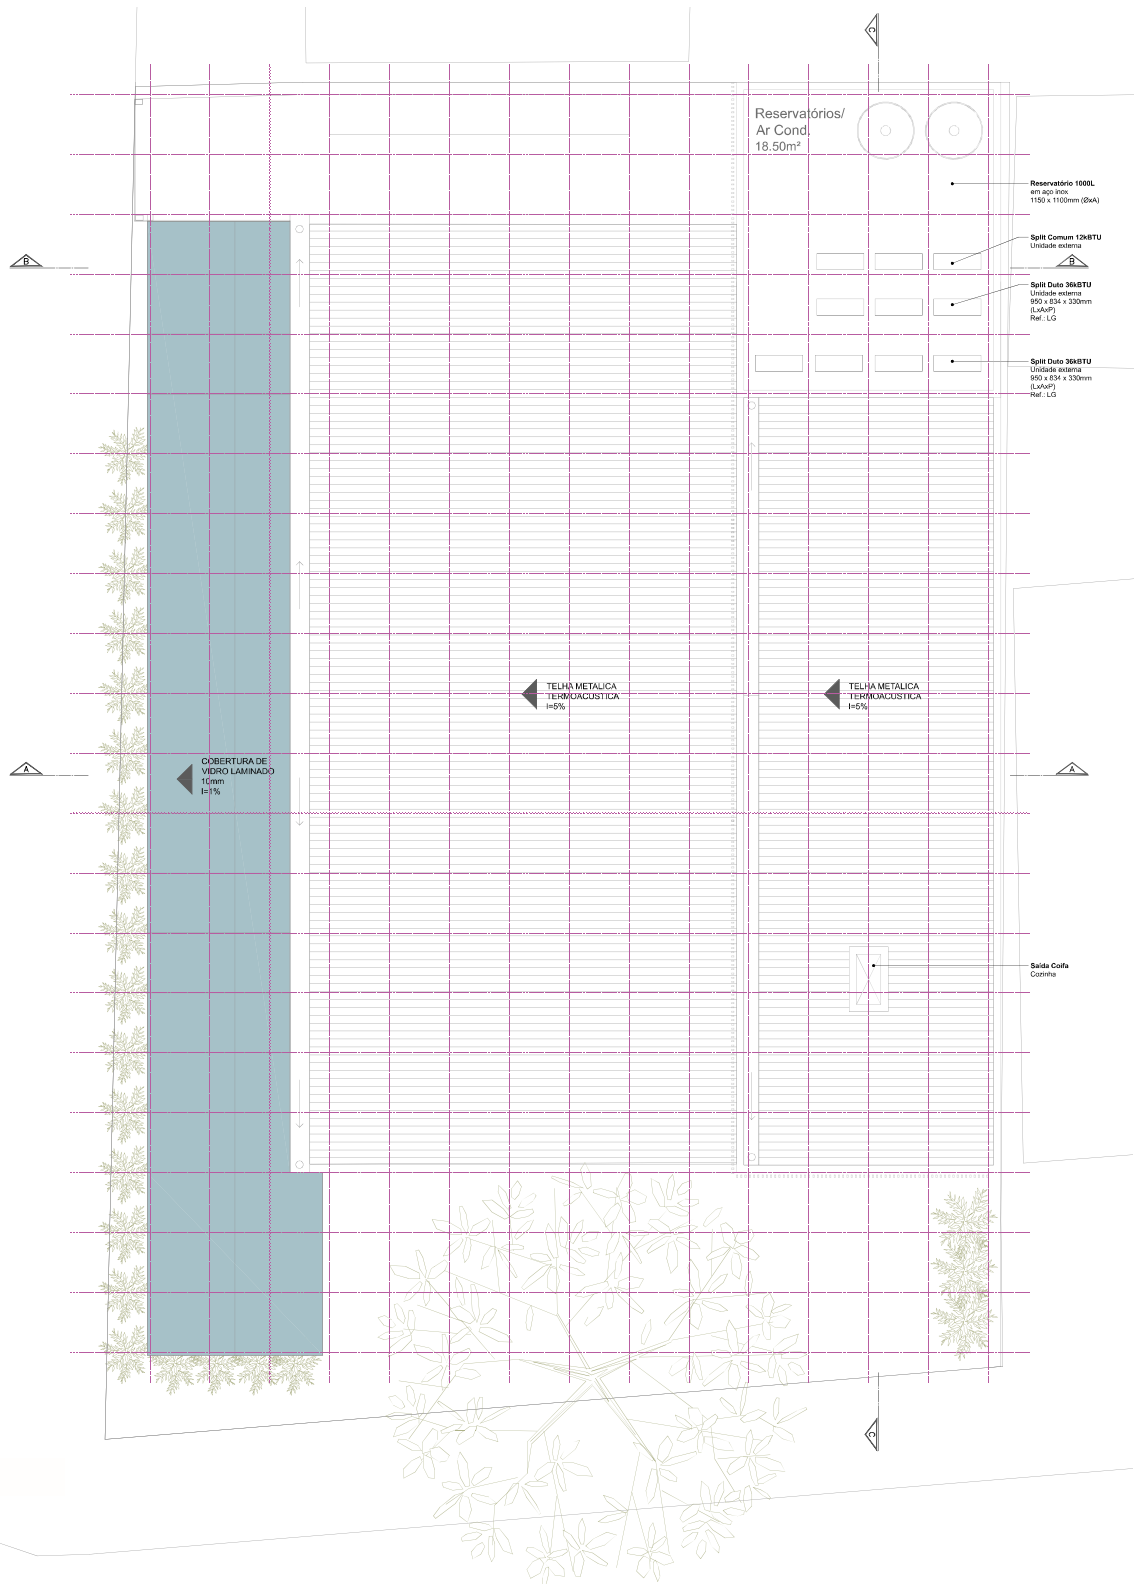 C
Reservatórios/
Ar Cond.
18.50m²
Reservatório 1000L
em aço inox
1150 x 1100mm (ØxA)
Split Comum 12kBTU
Unidade externa
B
B
Split Duto 36kBTU
Unidade externa
950 x 834 x 330mm
(LxAxP)
Ref.: LG
Split Duto 36kBTU
Unidade externa
950 x 834 x 330mm
(LxAxP)
Ref.: LG
TELHA METALICA
TERMOACUSTICA
I=5%
TELHA METALICA
TERMOACUSTICA
I=5%
COBERTURA DE
VIDRO LAMINADO
10mm
I=1%
A
A
Saída Coifa
Cozinha
C